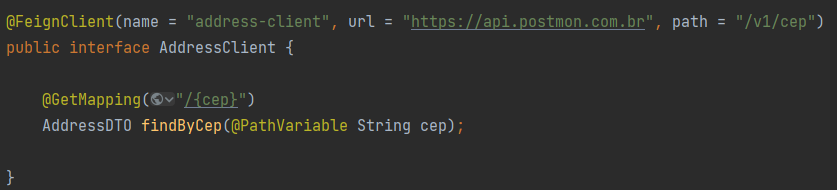 @FeignClient(name = "address-client", url = "https://api.postmon.com.br", path = "/v1/cep")
public interface AddressClient {
@GetMapping("/{cep}")
AddressDTO findByCep(@PathVariable String cep);
}